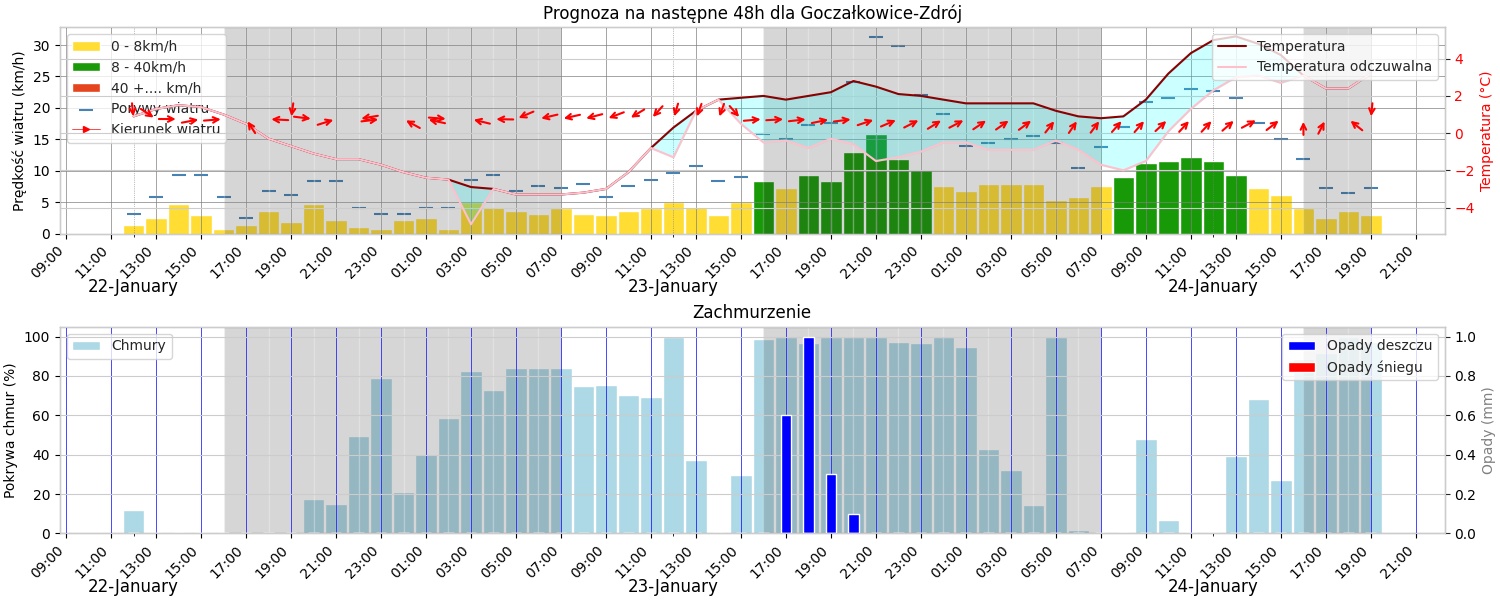 Prognoza na następne 48h dla Goczałkowice-Zdrój
Prędkość wiatru (km/h)
30
25
20
15
10
5
0
0 - 8km/h
8 - 40km/h
40 +.... km/h
Porywy wiatru
Kierunek wiatru
Temperatura
Temperatura odczuwalna
4
2
0
−2
−4
Temperatura (°C)
09:00 11:00 13:00 15:00 17:00 19:00 21:00 23:00 01:00 03:00 05:00 07:00 09:00 11:00 13:00 15:00 17:00 19:00 21:00 23:00 01:00 03:00 05:00 07:00 09:00 11:00 13:00 15:00 17:00 19:00 21:00
22-January 23-January 24-January
Zachmurzenie
Pokrywa chmur (%)
100
80
60
40
20
0
Chmury
Opady deszczu
Opady śniegu
1.0
0.8
0.6
0.4
0.2
0.0
Opady (mm)
09:00 11:00 13:00 15:00 17:00 19:00 21:00 23:00 01:00 03:00 05:00 07:00 09:00 11:00 13:00 15:00 17:00 19:00 21:00 23:00 01:00 03:00 05:00 07:00 09:00 11:00 13:00 15:00 17:00 19:00 21:00
22-January 23-January 24-January